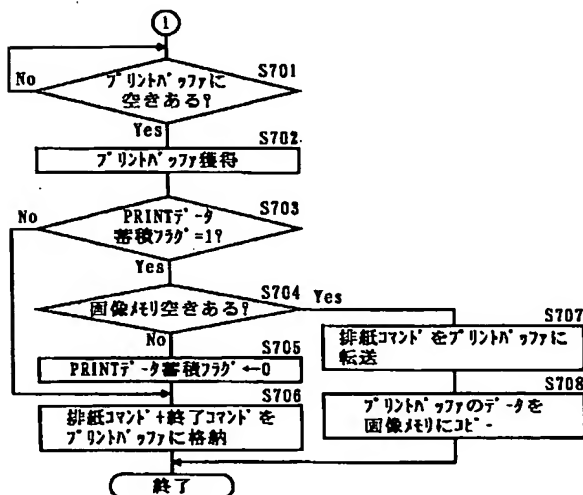 1
S701
No
ﾌﾟﾘﾝﾄﾊﾞｯﾌｧに
空きある?
Yes
S702
ﾌﾟﾘﾝﾄﾊﾞｯﾌｧ獲得
S703
No
PRINTﾃﾞｰﾀ
蓄積ﾌﾗｸﾞ=1?
Yes
S704
画像ﾒﾓﾘ空きある?
Yes
S707
No
排紙ｺﾏﾝﾄﾞをﾌﾟﾘﾝﾄﾊﾞｯﾌｧに
転送
S705
PRINTﾃﾞｰﾀ蓄積ﾌﾗｸﾞ←0
S706
S708
排紙ｺﾏﾝﾄﾞ+終了ｺﾏﾝﾄﾞを
ﾌﾟﾘﾝﾄﾊﾞｯﾌｧに格納
ﾌﾟﾘﾝﾄﾊﾞｯﾌｧのﾃﾞｰﾀを
画像ﾒﾓﾘにｺﾋﾟｰ
終了